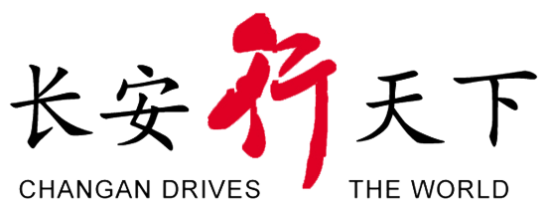 长安行天下
CHANGAN DRIVES THE WORLD